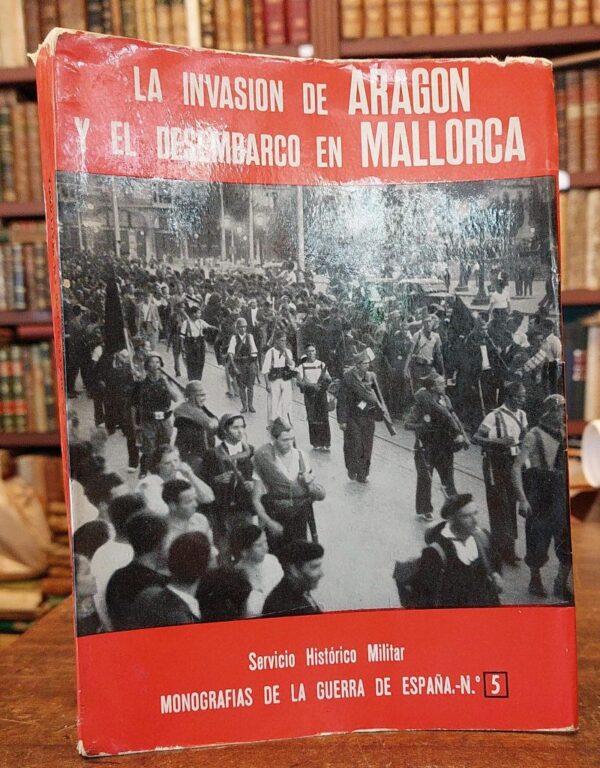 LA INVASION DE ARAGON
Y EL DESEMBARCO EN MALLORCA
Servicio Histórico Militar
MONOGRAFIAS DE LA GUERRA DE ESPAÑA.-N.º 5